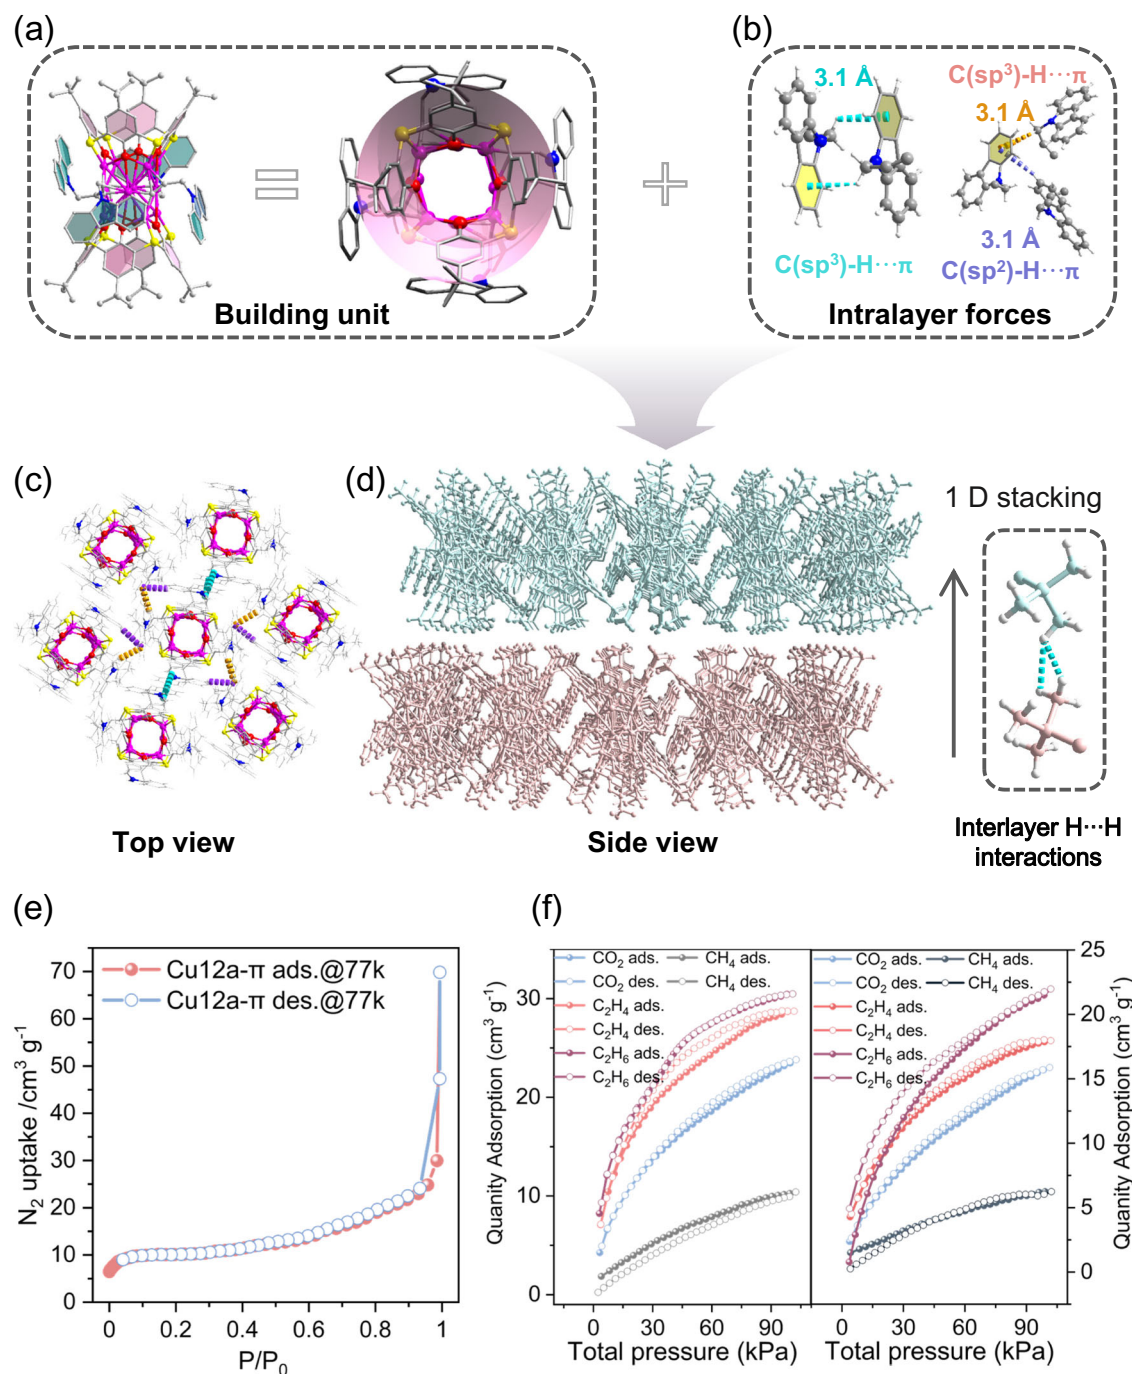 (a)
Building unit
(b)
3.1 Å
C(sp³)-H···π
3.1 Å
C(sp³)-H···π
3.1 Å
C(sp²)-H···π
Intralayer forces
(c)
Top view
(d)
Side view
1 D stacking
Interlayer H···H
interactions
(e)
Cu12a-π ads.@77k
Cu12a-π des.@77k
N₂ uptake /cm³ g⁻¹
70
60
50
40
30
20
10
0
0
0.2
0.4
0.6
0.8
1
P/P₀
(f)
CO₂ ads.
CO₂ des.
C₂H₄ ads.
C₂H₄ des.
C₂H₆ ads.
C₂H₆ des.
CH₄ ads.
CH₄ des.
Quanity Adsorption (cm³ g⁻¹)
30
20
10
0
0
30
60
90
Total pressure (kPa)
CO₂ ads.
CO₂ des.
C₂H₄ ads.
C₂H₄ des.
C₂H₆ ads.
C₂H₆ des.
CH₄ ads.
CH₄ des.
0
30
60
90
Total pressure (kPa)
25
20
15
10
5
0
Quanity Adsorption (cm³ g⁻¹)